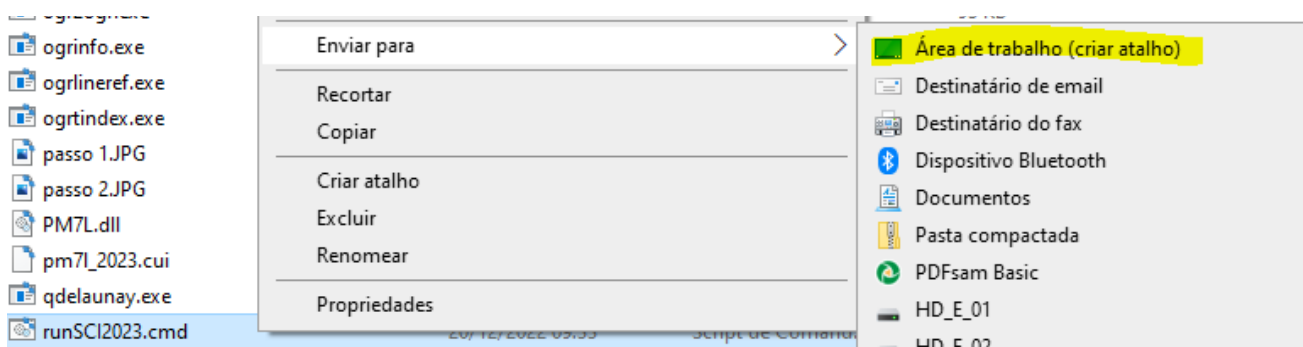 ogrinfo.exe
ogrlineref.exe
ogrtindex.exe
passo 1.JPG
passo 2.JPG
PM7L.dll
pm7l_2023.cui
qdelaunay.exe
runSCI2023.cmd
Enviar para
Recortar
Copiar
Criar atalho
Excluir
Renomear
Propriedades
Área de trabalho (criar atalho)
Destinatário de email
Destinatário do fax
Dispositivo Bluetooth
Documentos
Pasta compactada
PDFsam Basic
HD_E_01
HD_E_02